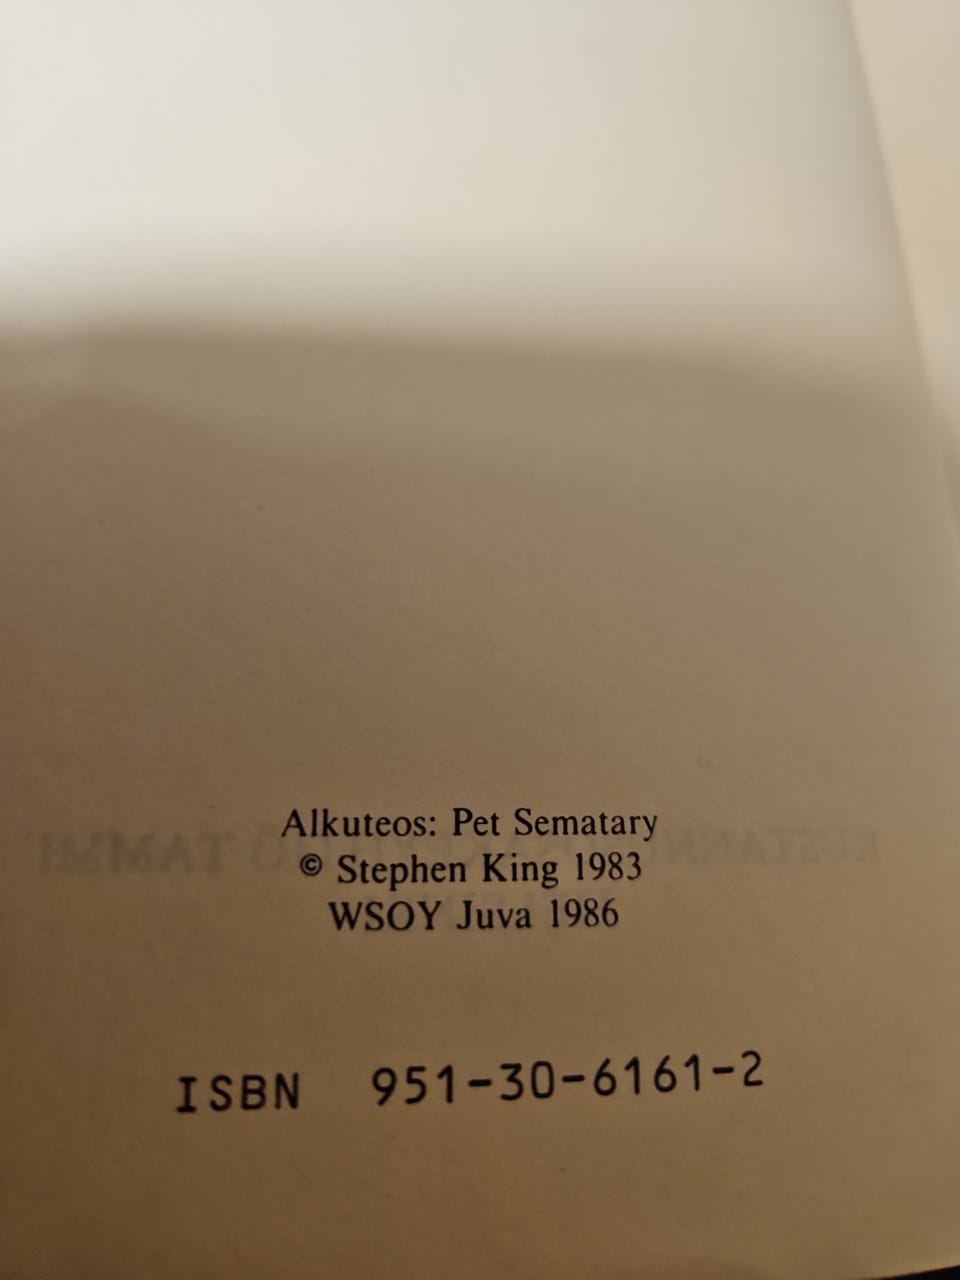 Alkuteos: Pet Sematary
© Stephen King 1983
WSOY Juva 1986
ISBN 951-30-6161-2